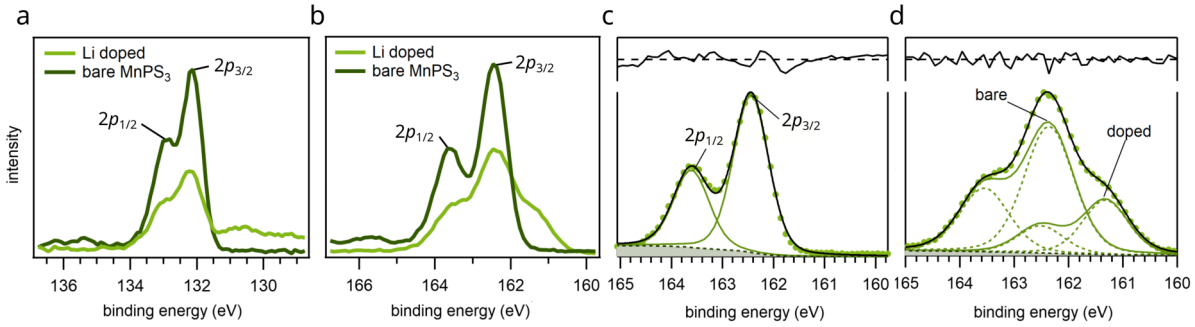 a
b
c
d
Li doped
bare MnPS3
2p3/2
2p1/2
intensity
136 134 132 130
binding energy (eV)
Li doped
bare MnPS3
2p3/2
2p1/2
166 164 162 160
binding energy (eV)
2p1/2
2p3/2
165 164 163 162 161 160
binding energy (eV)
bare
doped
165 164 163 162 161 160
binding energy (eV)